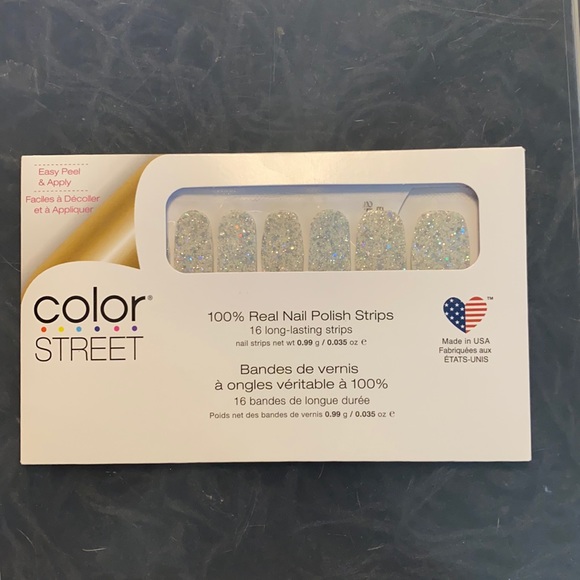 Easy Peel
& Apply
Faciles à Décoller
et à Appliquer
color®
STREET
100% Real Nail Polish Strips
16 long-lasting strips
nail strips net wt 0.99 g / 0.035 oz ℮
Bandes de vernis
à ongles véritable à 100%
16 bandes de longue durée
Poids net des bandes de vernis 0.99 g / 0.035 oz ℮
™
Made in USA
Fabriquées aux
ÉTATS-UNIS